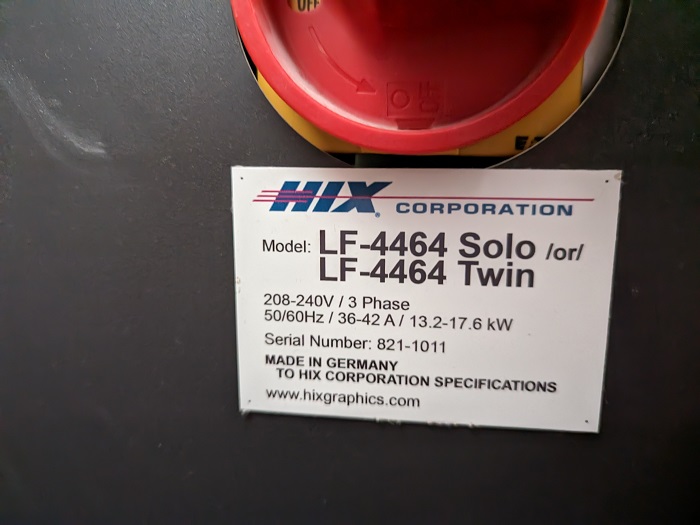 OFF
HIX® CORPORATION
Model: LF-4464 Solo /or/
LF-4464 Twin
208-240V / 3 Phase
50/60Hz / 36-42 A / 13.2-17.6 kW
Serial Number: 821-1011
MADE IN GERMANY
TO HIX CORPORATION SPECIFICATIONS
www.hixgraphics.com